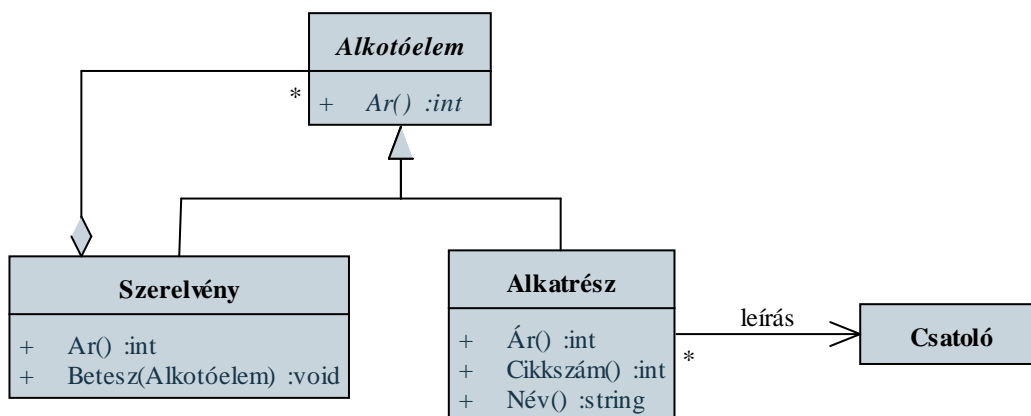 Alkotóelem
*
+ Ar() :int
Szerelvény
+ Ar() :int
+ Betesz(Alkotóelem) :void
Alkatrész
+ Ár() :int
+ Cikkszám() :int
+ Név() :string
leírás
*
Csatoló